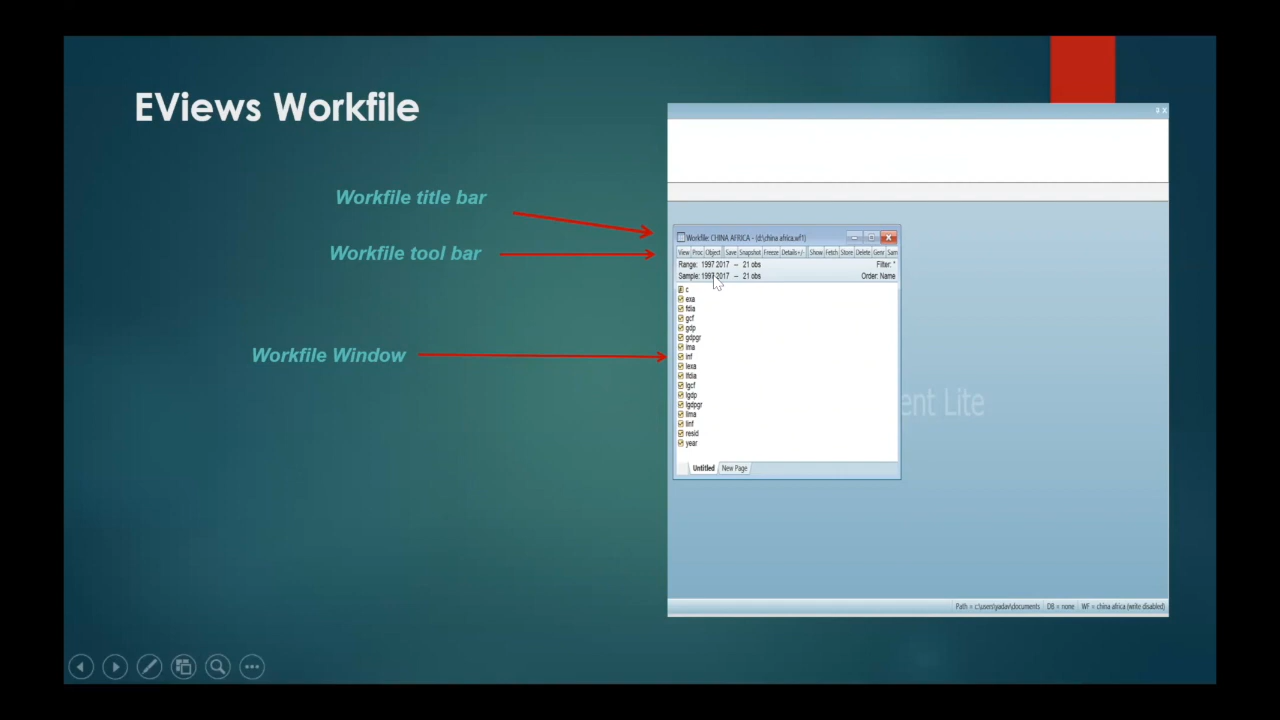 EViews Workfile
Workfile title bar
Workfile tool bar
Workfile Window
Workfile: CHINA AFRICA - (d:\china africa.wf1)
View Proc Object Save Snapshot Freeze Details+/- Show Fetch Store Delete Genr Sam
Range: 1997 2017 -- 21 obs Filter: *
Sample: 1997 2017 -- 21 obs Order: Name
c
exa
fdia
gcf
gdp
gdpgr
ima
inf
lexa
lfdia
lgcf
lgdp
lgdpgr
lima
linf
resid
year
Untitled New Page
ent Lite
Path = c:\users\yadav\documents DB = none WF = china africa (write disabled)